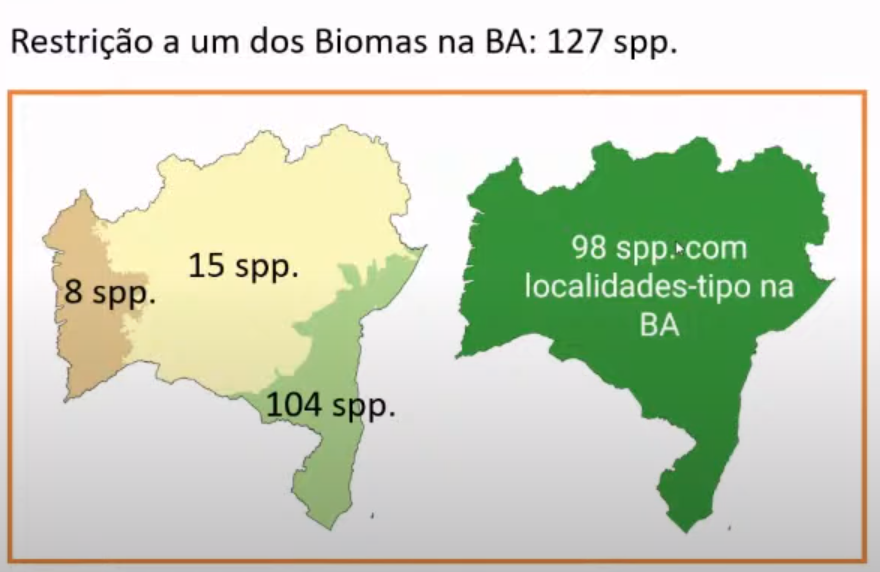 Restrição a um dos Biomas na BA: 127 spp.
15 spp.
8 spp.
104 spp.
98 spp. com
localidades-tipo na
BA